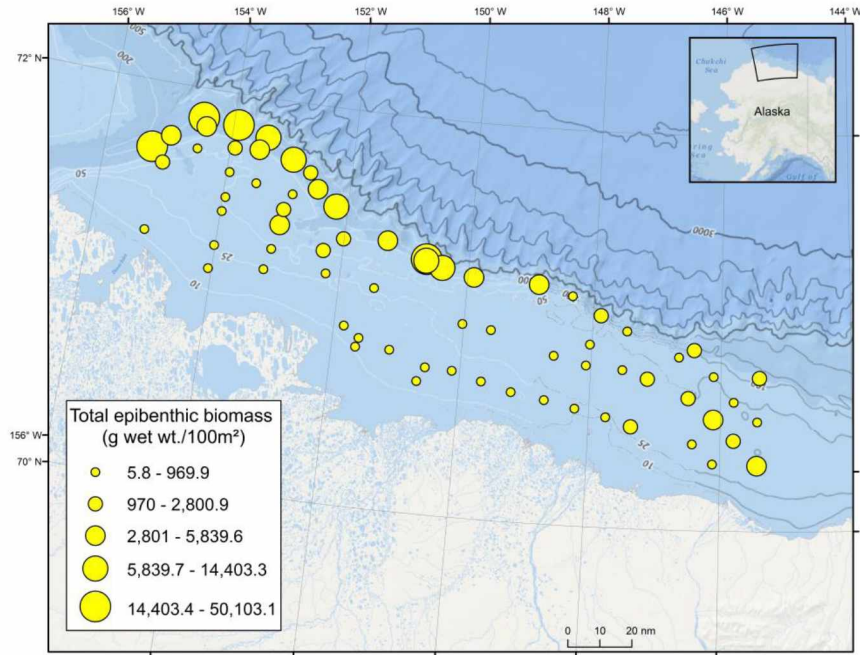 156° W 154° W 152° W 150° W 148° W 146° W 144° W
72° N
500
200
Chukchi
Sea
Alaska
Gulf of
50
3000
25
10
50
25
10
156° W
70° N
Total epibenthic biomass
(g wet wt./100m²)
5.8 - 969.9
970 - 2,800.9
2,801 - 5,839.6
5,839.7 - 14,403.3
14,403.4 - 50,103.1
0 10 20 nm